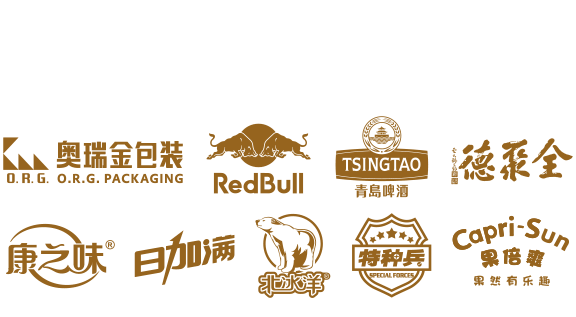 奥瑞金包装
O.R.G. O.R.G. PACKAGING
RedBull
TSINGTAO
青岛啤酒
德聚全
康之味®
日加满
北冰洋®
特种兵
SPECIAL FORCES
Capri-Sun
果倍爽
果然有乐趣